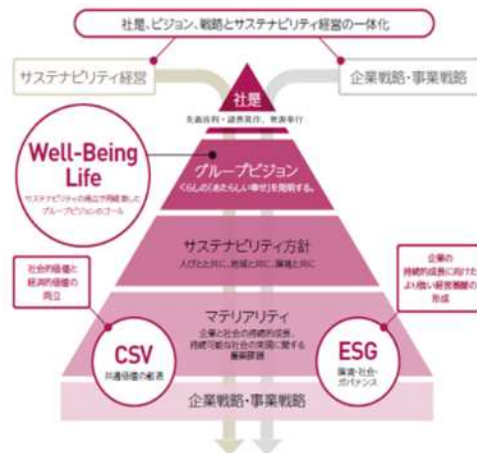 社是、ビジョン、戦略とサステナビリティ経営の一体化
サステナビリティ経営
企業戦略・事業戦略
社是
先義後利・諸悪莫作、衆善奉行
Well-Being
Life
サステナビリティの視点で再定義した
グループビジョンのゴール
グループビジョン
くらしの「あたらしい幸せ」を発明する。
サステナビリティ方針
人びとと共に、地域と共に、環境と共に
社会的価値と
経済的価値の
両立
企業の
持続的成長に向けた
より強い経営基盤の
形成
マテリアリティ
企業と社会の持続的成長、
持続可能な社会の実現に関する
最重要課題
CSV
共通価値の創造
ESG
環境・社会・
ガバナンス
企業戦略・事業戦略